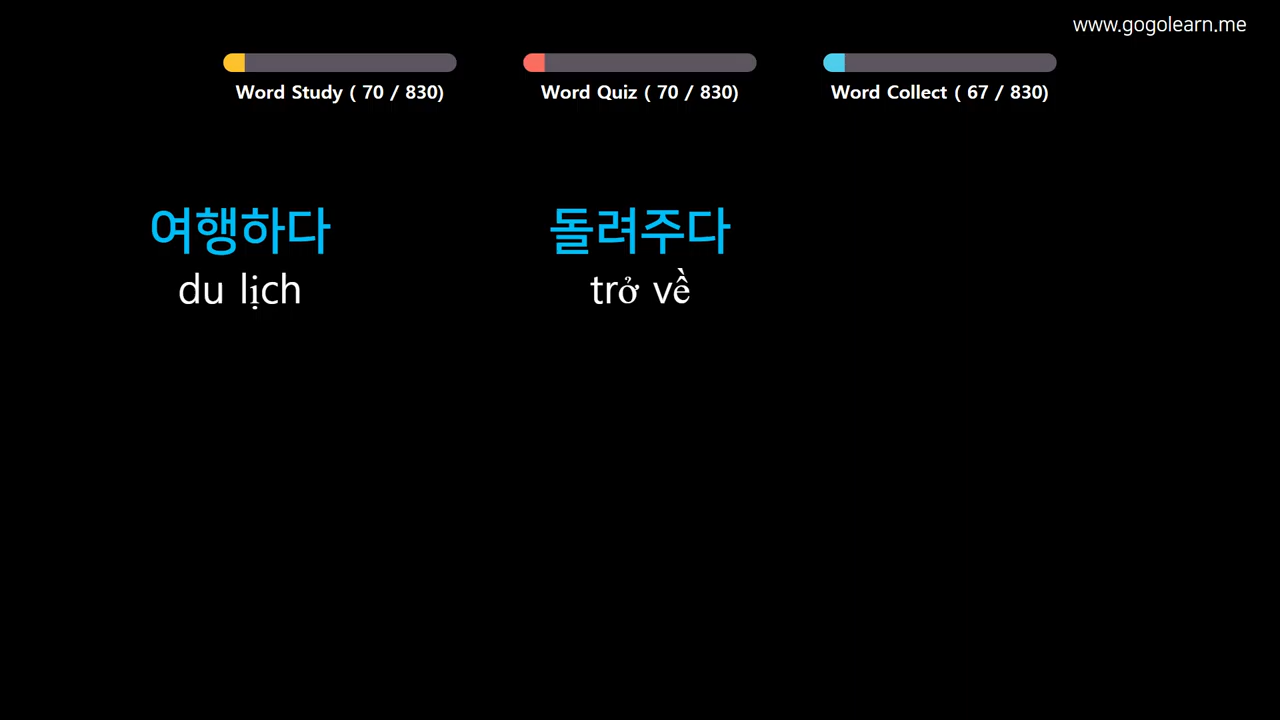 www.gogolearn.me
Word Study ( 70 / 830)
Word Quiz ( 70 / 830)
Word Collect ( 67 / 830)
여행하다
du lịch
돌려주다
trở về